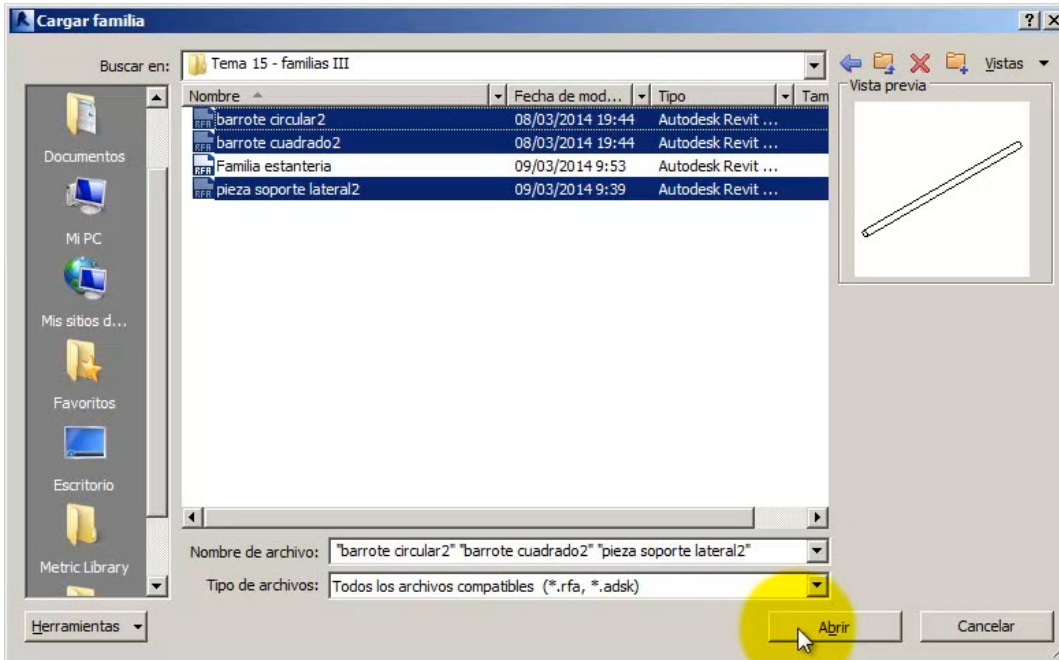 Cargar familia
Buscar en: Tema 15 - familias III Vistas
Nombre Fecha de mod... Tipo Tam
Vista previa
RFA barrote circular2 08/03/2014 19:44 Autodesk Revit ...
RFA barrote cuadrado2 08/03/2014 19:44 Autodesk Revit ...
RFA Familia estanteria 09/03/2014 9:53 Autodesk Revit ...
RFA pieza soporte lateral2 09/03/2014 9:39 Autodesk Revit ...
Documentos
Mi PC
Mis sitios d...
Favoritos
Escritorio
Metric Library
Nombre de archivo: "barrote circular2" "barrote cuadrado2" "pieza soporte lateral2"
Tipo de archivos: Todos los archivos compatibles (*.rfa, *.adsk)
Herramientas Abrir Cancelar